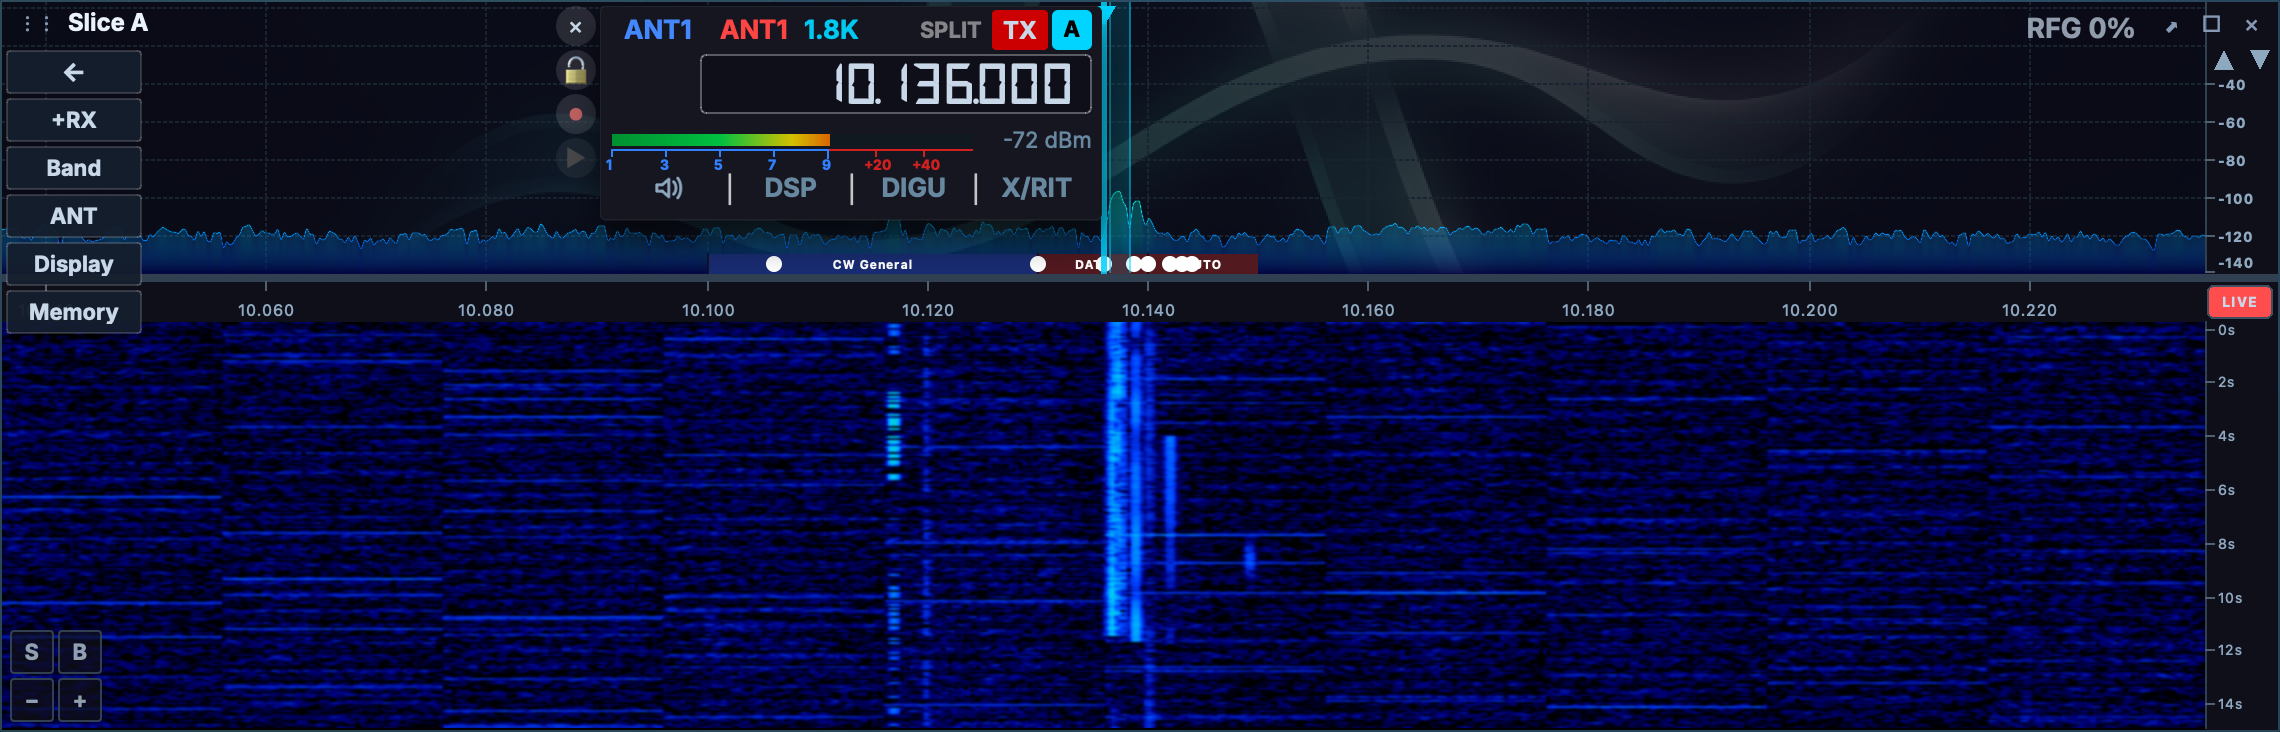 Slice A
ANT1 ANT1 1.8K SPLIT TX A
RFG 0%
+RX
10.136.000
-40
Band
-72 dBm
-60
1 3 5 7 9 +20 +40
-80
DSP DIGU X/RIT
ANT
-100
-120
Display
CW General
-140
Memory
10.060 10.080 10.100 10.120 10.140 10.160 10.180 10.200 10.220
LIVE
0s
2s
4s
6s
8s
10s
12s
14s
S B
− +